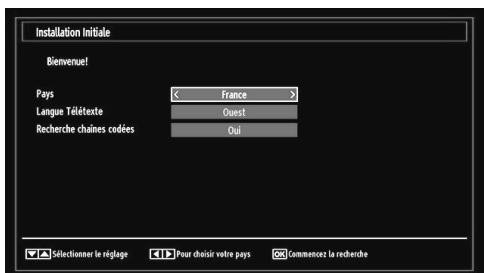 Installation Initiale
Bienvenue!
Pays < France >
Langue Télétexte Ouest
Recherche chaînes codées Oui
Sélectionner le réglage Pour choisir votre pays OK Commencez la recherche